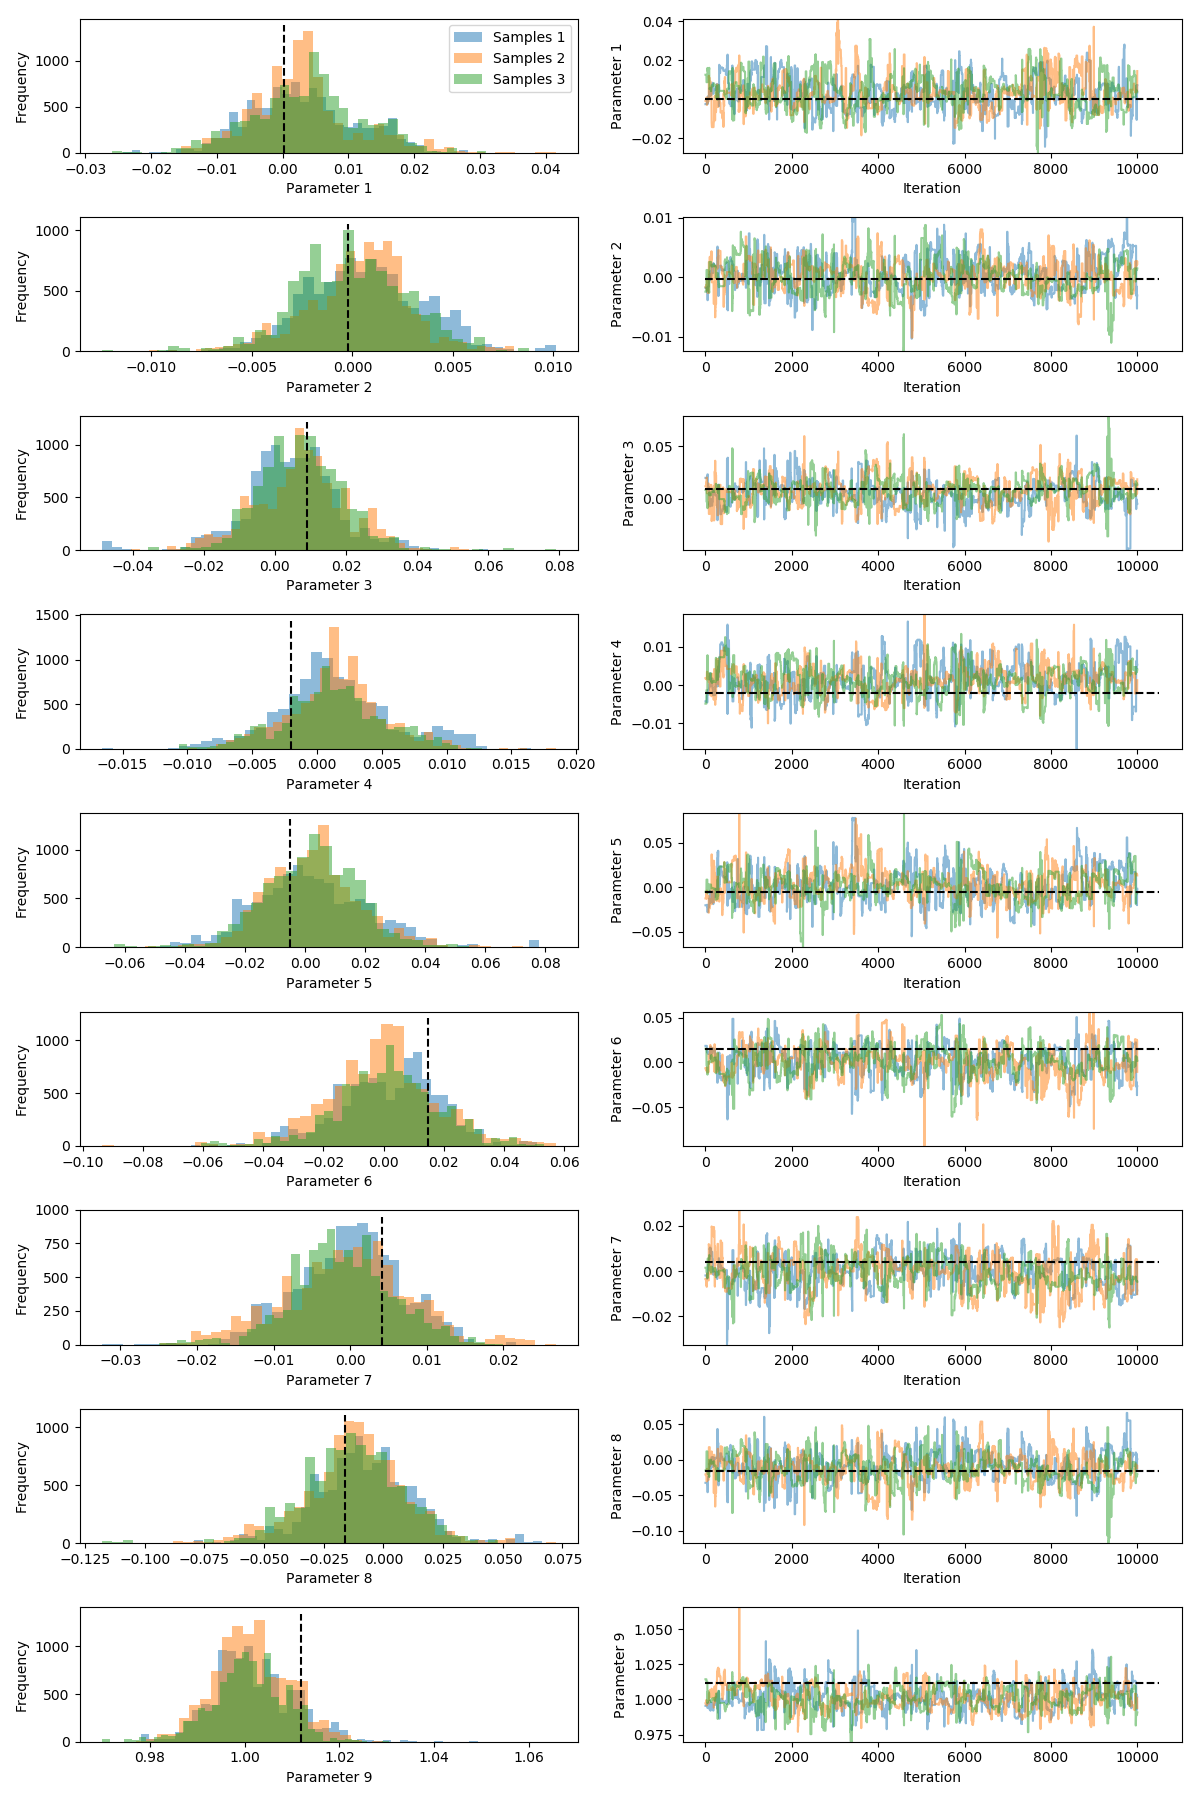 Frequency
1000
500
0
−0.03 −0.02 −0.01 0.00 0.01 0.02 0.03 0.04
Parameter 1
Samples 1
Samples 2
Samples 3
Parameter 1
0.04
0.02
0.00
−0.02
0 2000 4000 6000 8000 10000
Iteration
Frequency
1000
500
0
−0.010 −0.005 0.000 0.005 0.010
Parameter 2
Parameter 2
0.01
0.00
−0.01
0 2000 4000 6000 8000 10000
Iteration
Frequency
1000
500
0
−0.04 −0.02 0.00 0.02 0.04 0.06 0.08
Parameter 3
Parameter 3
0.05
0.00
0 2000 4000 6000 8000 10000
Iteration
Frequency
1500
1000
500
0
−0.015 −0.010 −0.005 0.000 0.005 0.010 0.015 0.020
Parameter 4
Parameter 4
0.01
0.00
−0.01
0 2000 4000 6000 8000 10000
Iteration
Frequency
1000
500
0
−0.06 −0.04 −0.02 0.00 0.02 0.04 0.06 0.08
Parameter 5
Parameter 5
0.05
0.00
−0.05
0 2000 4000 6000 8000 10000
Iteration
Frequency
1000
500
0
−0.10 −0.08 −0.06 −0.04 −0.02 0.00 0.02 0.04 0.06
Parameter 6
Parameter 6
0.05
0.00
−0.05
0 2000 4000 6000 8000 10000
Iteration
Frequency
1000
750
500
250
0
−0.03 −0.02 −0.01 0.00 0.01 0.02
Parameter 7
Parameter 7
0.02
0.00
−0.02
0 2000 4000 6000 8000 10000
Iteration
Frequency
1000
500
0
−0.125 −0.100 −0.075 −0.050 −0.025 0.000 0.025 0.050 0.075
Parameter 8
Parameter 8
0.05
0.00
−0.05
−0.10
0 2000 4000 6000 8000 10000
Iteration
Frequency
1000
500
0
0.98 1.00 1.02 1.04 1.06
Parameter 9
Parameter 9
1.050
1.025
1.000
0.975
0 2000 4000 6000 8000 10000
Iteration